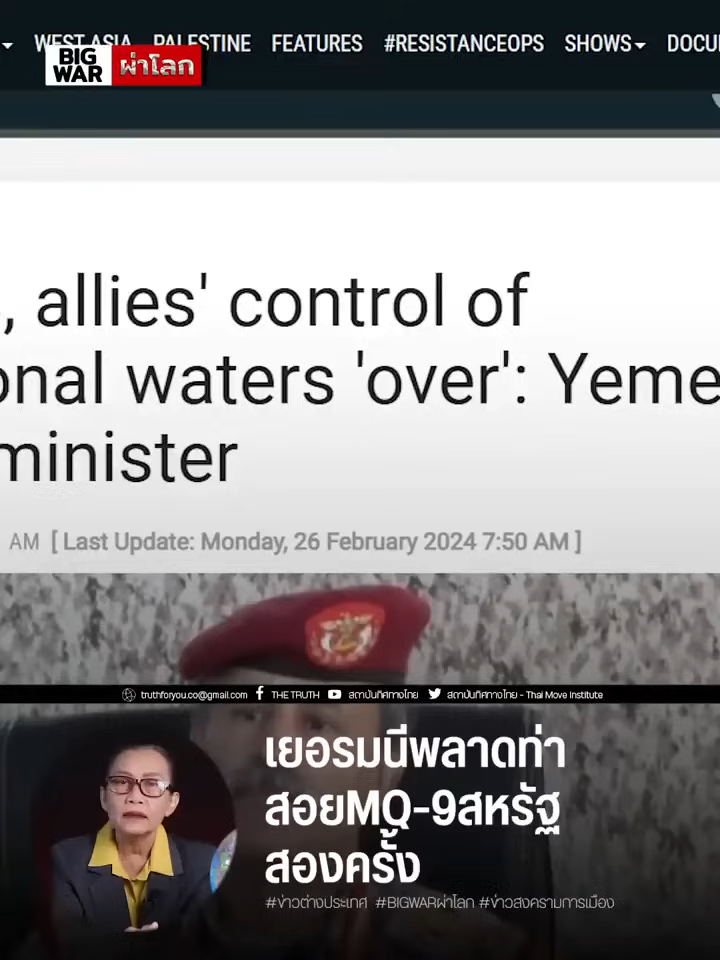 WEST ASIA PALESTINE FEATURES #RESISTANCEOPS SHOWS DOCU
BIG WAR ผ่าโลก
, allies' control of
onal waters 'over': Yeme
minister
AM [ Last Update: Monday, 26 February 2024 7:50 AM ]
truthforyou.co@gmail.com THE TRUTH สถาบันทิศทางไทย สถาบันทิศทางไทย - Thai Move Institute
เยอรมนีพลาดท่า
สอยMQ-9สหรัฐ
สองครั้ง
#ข่าวต่างประเทศ #BIGWARผ่าโลก #ข่าวสงครามการเมือง